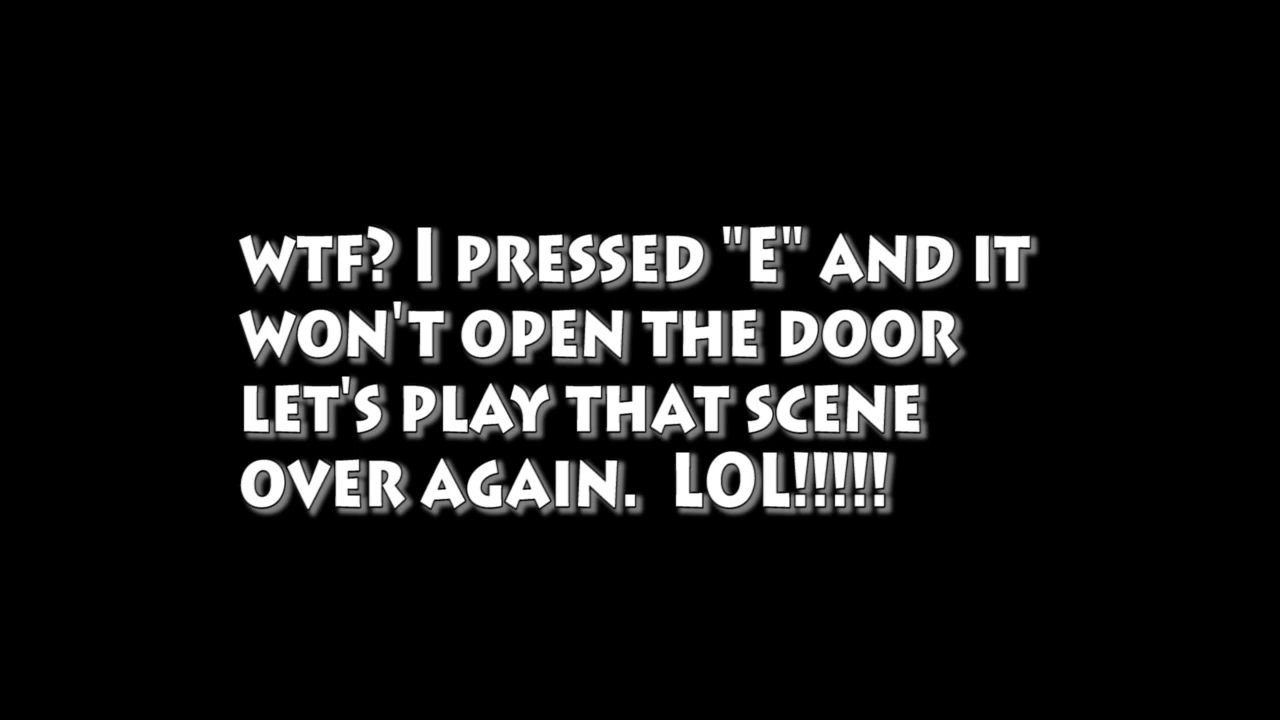 WTF? I PRESSED "E" AND IT
WON'T OPEN THE DOOR
LET'S PLAY THAT SCENE
OVER AGAIN. LOL!!!!!